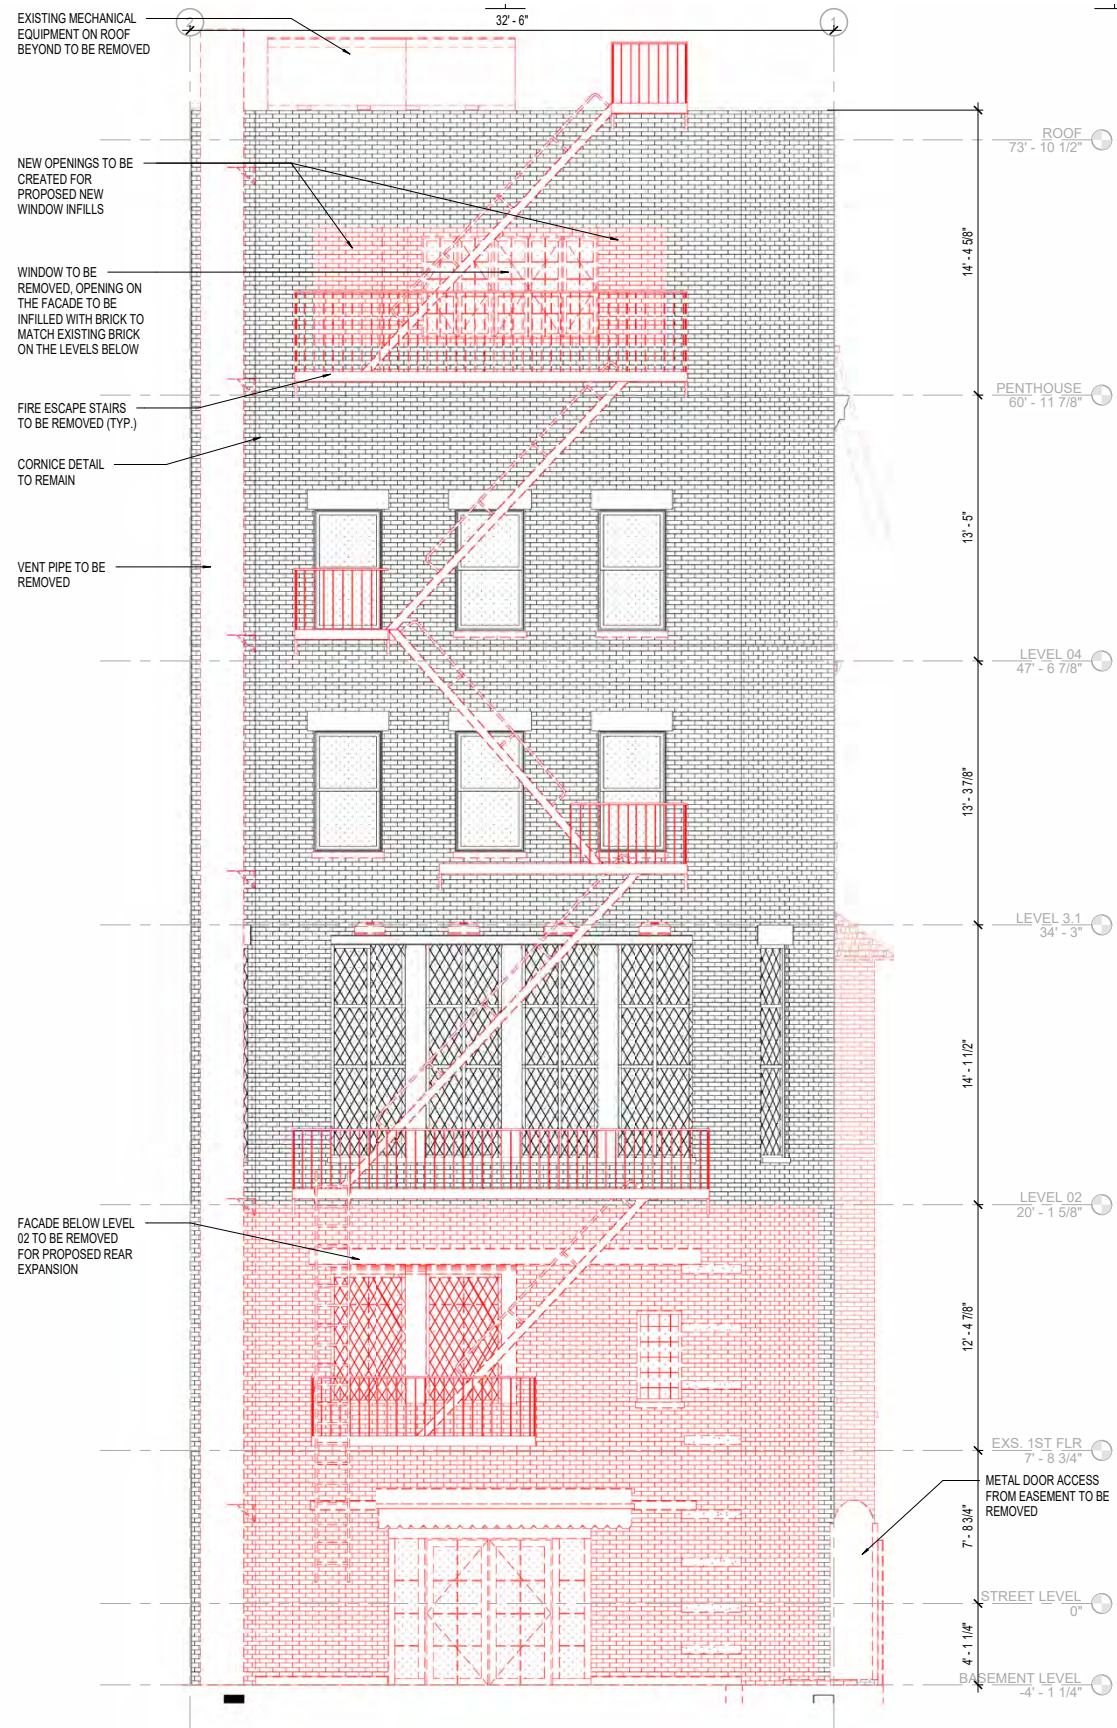 EXISTING MECHANICAL
EQUIPMENT ON ROOF
BEYOND TO BE REMOVED
2
32' - 6"
1
ROOF
73' - 10 1/2"
NEW OPENINGS TO BE
CREATED FOR
PROPOSED NEW
WINDOW INFILLS
14' - 4 5/8"
WINDOW TO BE
REMOVED, OPENING ON
THE FACADE TO BE
INFILLED WITH BRICK TO
MATCH EXISTING BRICK
ON THE LEVELS BELOW
PENTHOUSE
60' - 11 7/8"
FIRE ESCAPE STAIRS
TO BE REMOVED (TYP.)
CORNICE DETAIL
TO REMAIN
13' - 5"
VENT PIPE TO BE
REMOVED
LEVEL 04
47' - 6 7/8"
13' - 3 7/8"
LEVEL 3.1
34' - 3"
14' - 1 1/2"
LEVEL 02
20' - 1 5/8"
FACADE BELOW LEVEL
02 TO BE REMOVED
FOR PROPOSED REAR
EXPANSION
12' - 4 7/8"
EXS. 1ST FLR
7' - 8 3/4"
METAL DOOR ACCESS
FROM EASEMENT TO BE
REMOVED
7' - 8 3/4"
STREET LEVEL
0"
4' - 1 1/4"
BASEMENT LEVEL
-4' - 1 1/4"